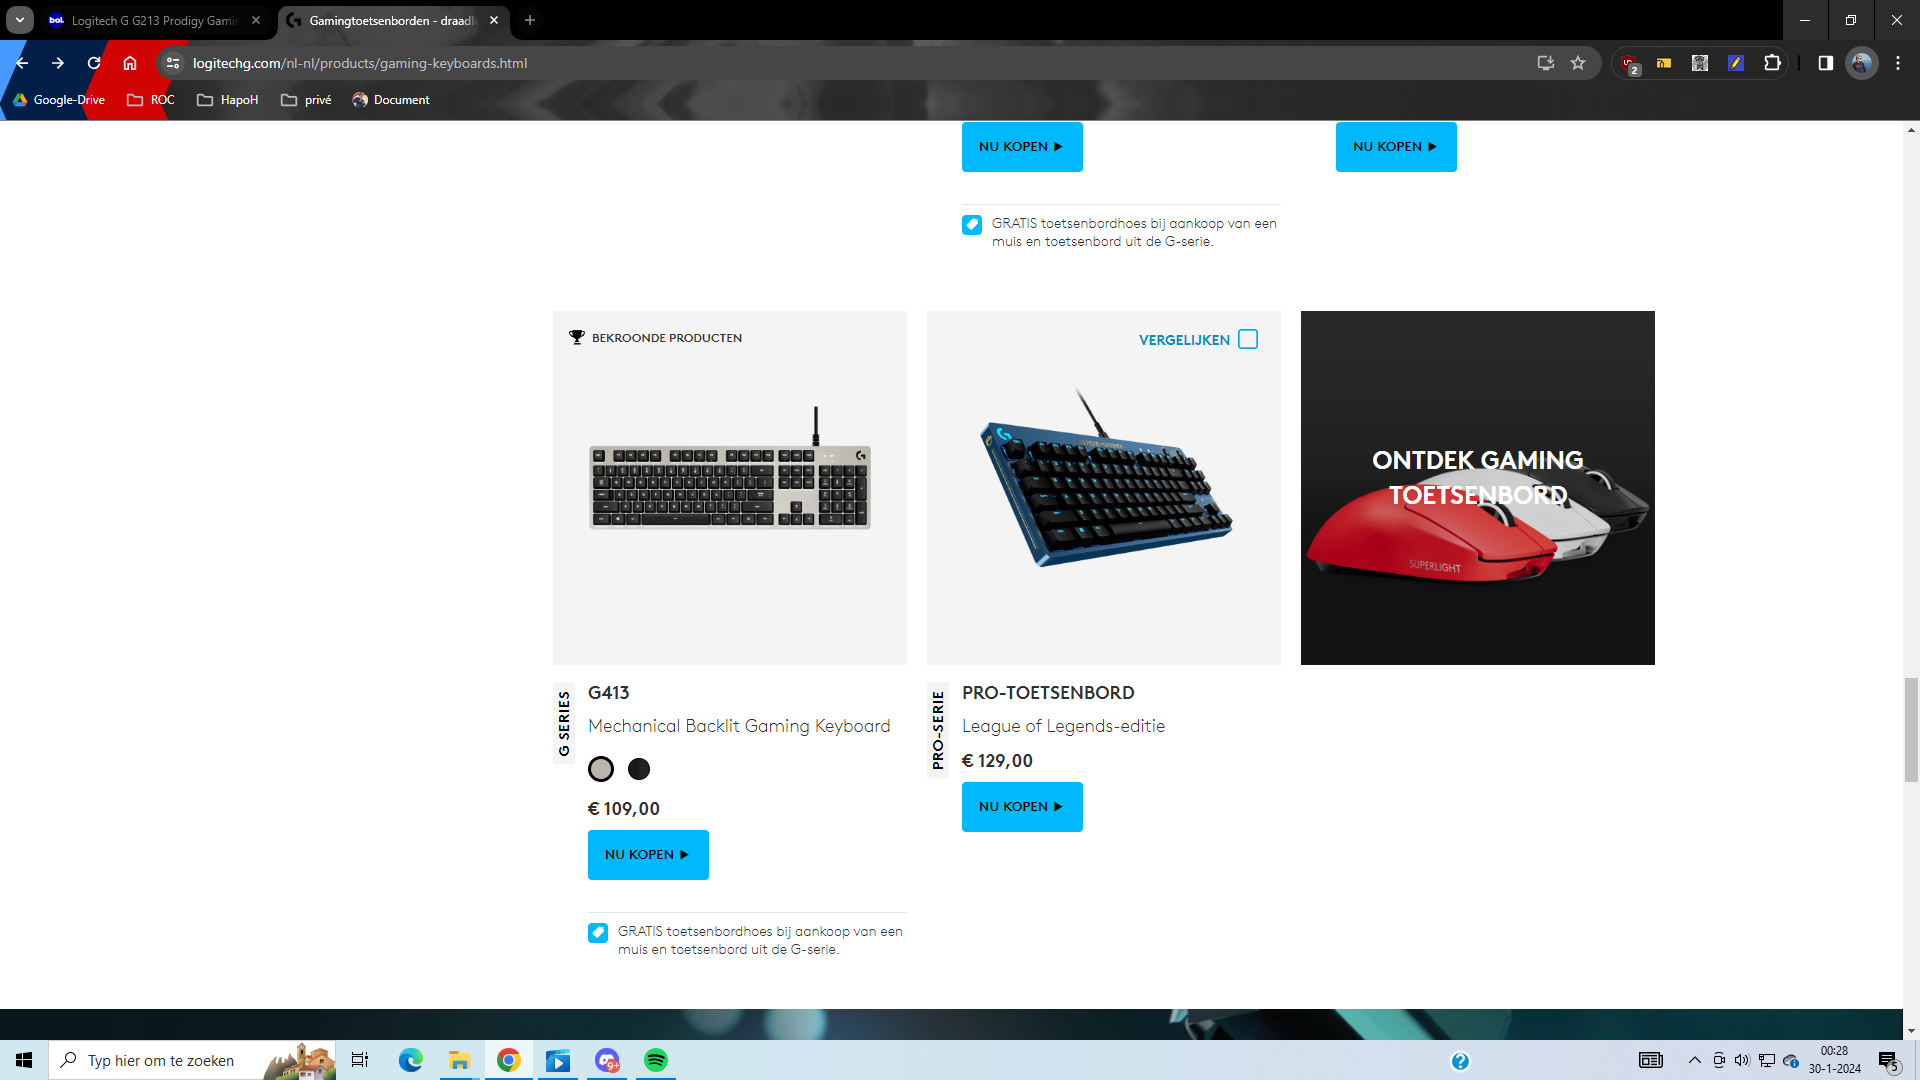 Logitech G G213 Prodigy Gamin
Gamingtoetsenborden - draadl
logitechg.com/nl-nl/products/gaming-keyboards.html
2
Google-Drive
ROC
HapoH
privé
Document
NU KOPEN
NU KOPEN
GRATIS toetsenbordhoes bij aankoop van een
muis en toetsenbord uit de G-serie.
BEKROONDE PRODUCTEN
VERGELIJKEN
ONTDEK GAMING
TOETSENBORD
SUPERLIGHT
G SERIES
G413
Mechanical Backlit Gaming Keyboard
€ 109,00
NU KOPEN
GRATIS toetsenbordhoes bij aankoop van een
muis en toetsenbord uit de G-serie.
PRO-SERIE
PRO-TOETSENBORD
League of Legends-editie
€ 129,00
NU KOPEN
Typ hier om te zoeken
9+
00:28
30-1-2024
5